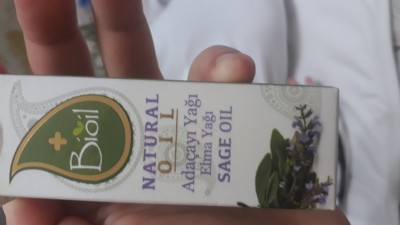 Bioil
NATURAL
OIL
Adaçayı Yağı
Elma Yağı
SAGE OIL